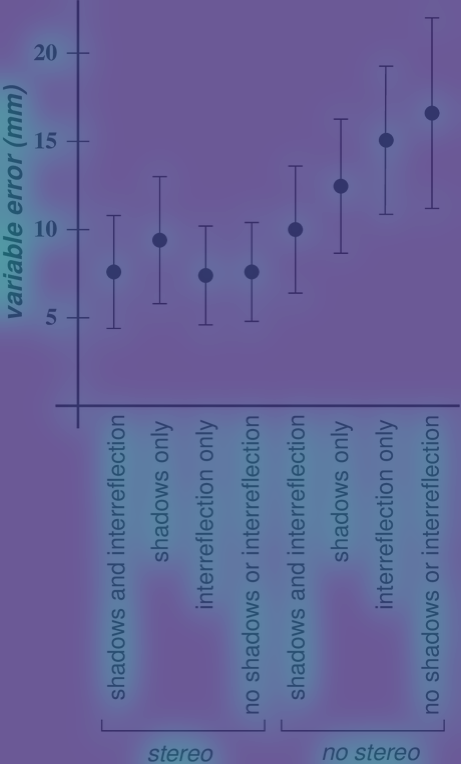 variable error (mm)
20
15
10
5
shadows and interreflection
shadows only
interreflection only
no shadows or interreflection
shadows and interreflection
shadows only
interreflection only
no shadows or interreflection
stereo
no stereo